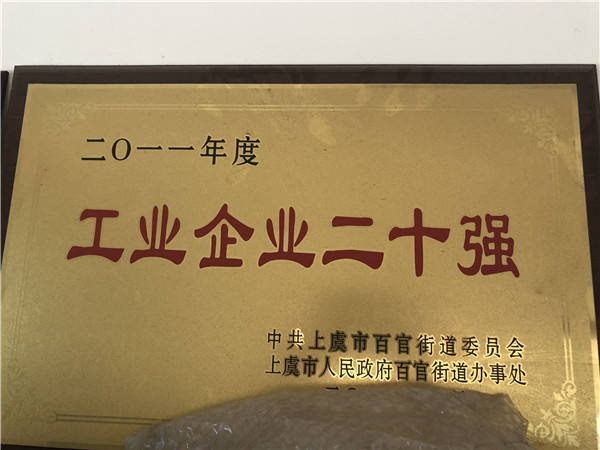 二〇一一年度
工业企业二十强
中共上虞市百官街道委员会
上虞市人民政府百官街道办事处